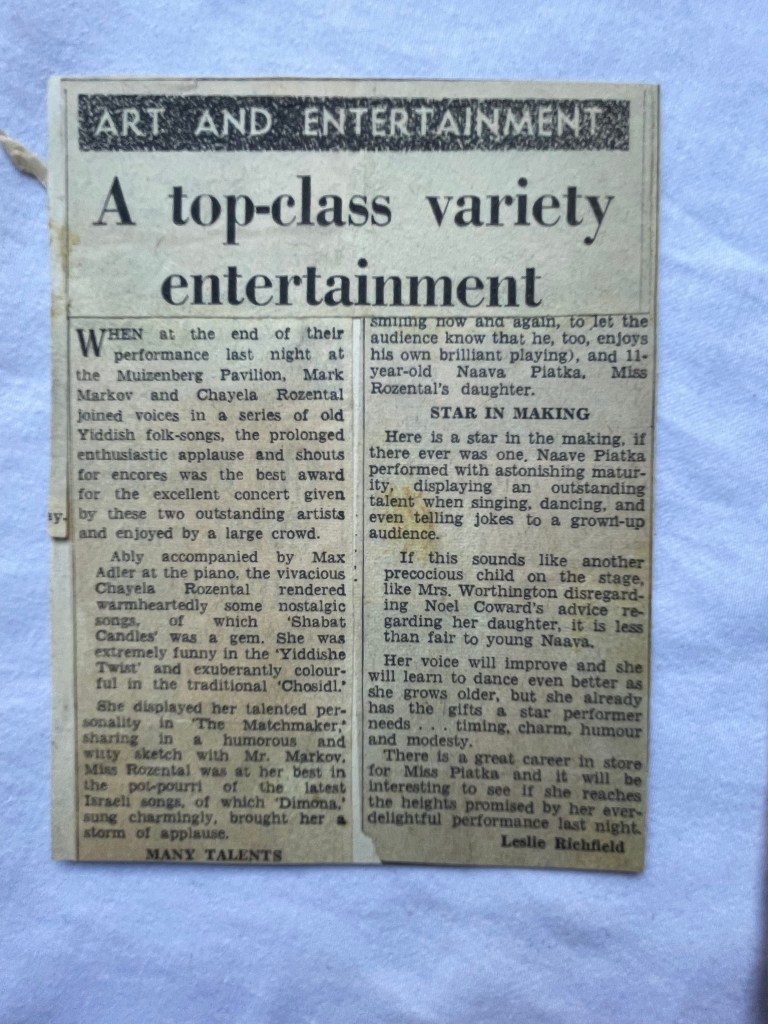 ART AND ENTERTAINMENT
A top-class variety
entertainment
WHEN at the end of their
performance last night at
the Muizenberg Pavilion, Mark
Markov and Chayela Rozental
joined voices in a series of old
Yiddish folk-songs, the prolonged
enthusiastic applause and shouts
for encores was the best award
for the excellent concert given
by these two outstanding artists
and enjoyed by a large crowd.
Ably accompanied by Max
Adler at the piano, the vivacious
Chayela Rozental rendered
warmheartedly some nostalgic
songs, of which 'Shabat
Candles' was a gem. She was
extremely funny in the 'Yiddishe
Twist' and exuberantly colour-
ful in the traditional 'Chosidl.'
She displayed her talented per-
sonality in 'The Matchmaker,'
sharing in a humorous and
witty sketch with Mr. Markov.
Miss Rozental was at her best in
the pot-pourri of the latest
Israeli songs, of which 'Dimona,'
sung charmingly, brought her a
storm of applause.
MANY TALENTS
smiling now and again, to let the
audience know that he, too, enjoys
his own brilliant playing), and 11-
year-old Naava Piatka, Miss
Rozental's daughter.
STAR IN MAKING
Here is a star in the making, if
there ever was one. Naave Piatka
performed with astonishing matur-
ity, displaying an outstanding
talent when singing, dancing, and
even telling jokes to a grown-up
audience.
If this sounds like another
precocious child on the stage,
like Mrs. Worthington disregard-
ing Noel Coward's advice re-
garding her daughter, it is less
than fair to young Naava.
Her voice will improve and she
will learn to dance even better as
she grows older, but she already
has the gifts a star performer
needs . . . timing, charm, humour
and modesty.
There is a great career in store
for Miss Piatka and it will be
interesting to see if she reaches
the heights promised by her ever-
delightful performance last night.
Leslie Richfield
ay.